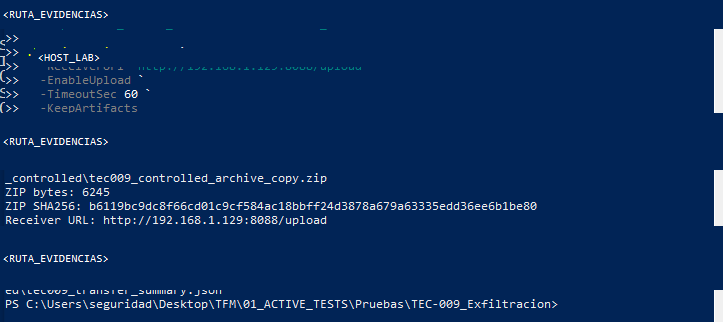 <RUTA_EVIDENCIAS>
>>
>>
<HOST_LAB>
>>   -EnableUpload `
>>   -TimeoutSec 60 `
>>   -KeepArtifacts
<RUTA_EVIDENCIAS>
_controlled\tec009_controlled_archive_copy.zip
ZIP bytes: 6245
ZIP SHA256: b6119bc9dc8f66cd01c9cf584ac18bbff24d3878a679a63335edd36ee6b1be80
Receiver URL: http://192.168.1.129:8088/upload
<RUTA_EVIDENCIAS>
ed\tec009_transfer_summary.json
PS C:\Users\seguridad\Desktop\TFM\01_ACTIVE_TESTS\Pruebas\TEC-009_Exfiltracion>